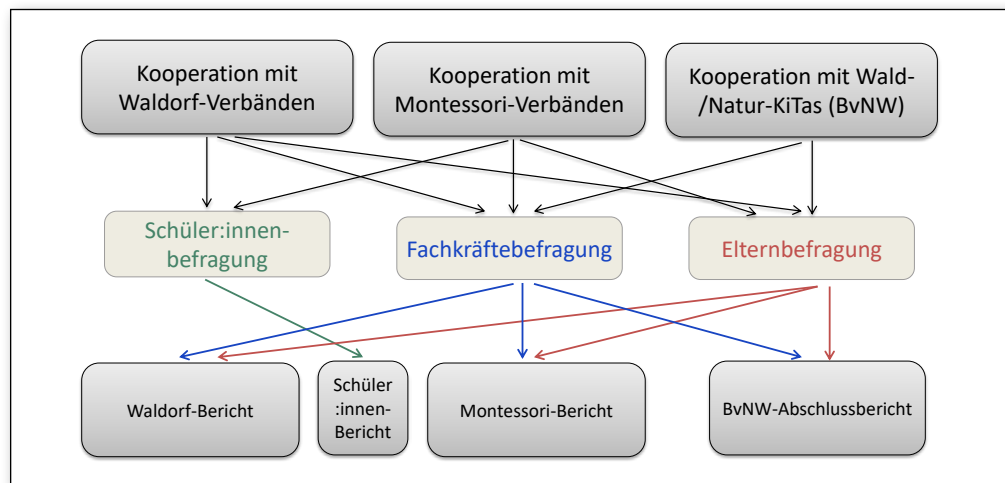 Kooperation mit
Waldorf-Verbänden
Kooperation mit
Montessori-Verbänden
Kooperation mit Wald-
/Natur-KiTas (BvNW)
Schüler:innen-
befragung
Fachkräftebefragung
Elternbefragung
Waldorf-Bericht
Schüler
:innen-
Bericht
Montessori-Bericht
BvNW-Abschlussbericht